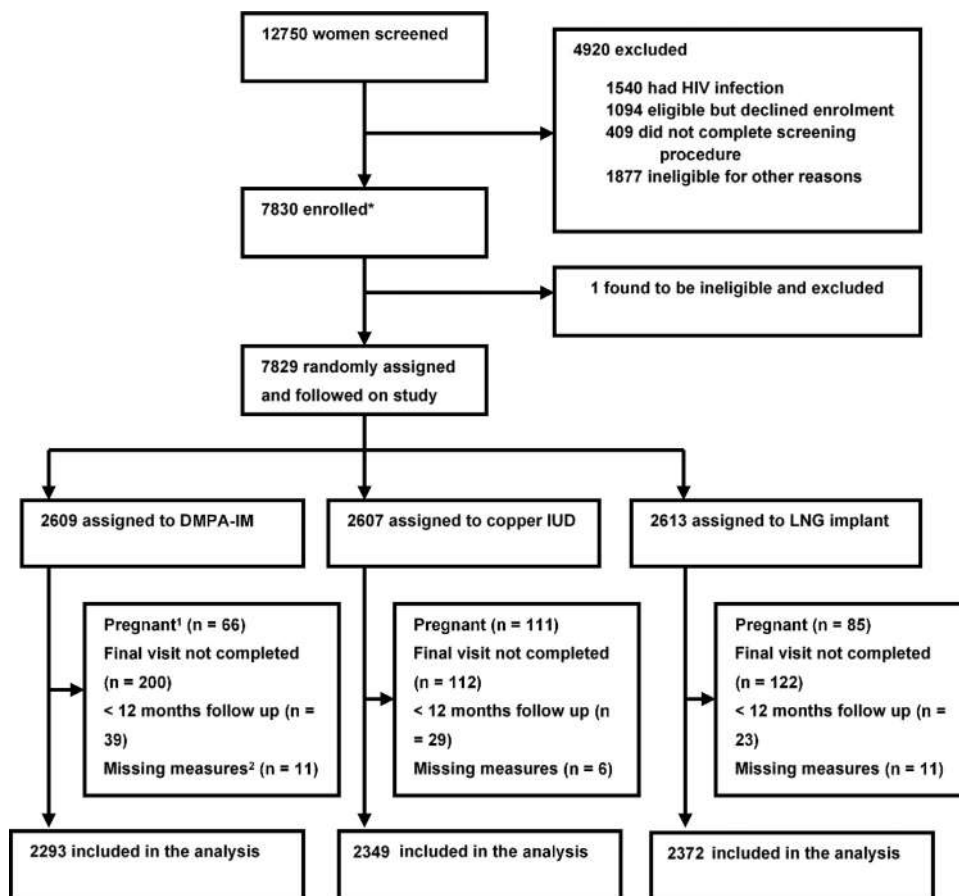 12750 women screened
4920 excluded
1540 had HIV infection
1094 eligible but declined enrolment
409 did not complete screening
procedure
1877 ineligible for other reasons
7830 enrolled*
1 found to be ineligible and excluded
7829 randomly assigned
and followed on study
2609 assigned to DMPA-IM
2607 assigned to copper IUD
2613 assigned to LNG implant
Pregnant¹ (n = 66)
Final visit not completed
(n = 200)
< 12 months follow up (n =
39)
Missing measures² (n = 11)
Pregnant (n = 111)
Final visit not completed
(n = 112)
< 12 months follow up (n
= 29)
Missing measures (n = 6)
Pregnant (n = 85)
Final visit not completed
(n = 122)
< 12 months follow up (n =
23)
Missing measures (n = 11)
2293 included in the analysis
2349 included in the analysis
2372 included in the analysis